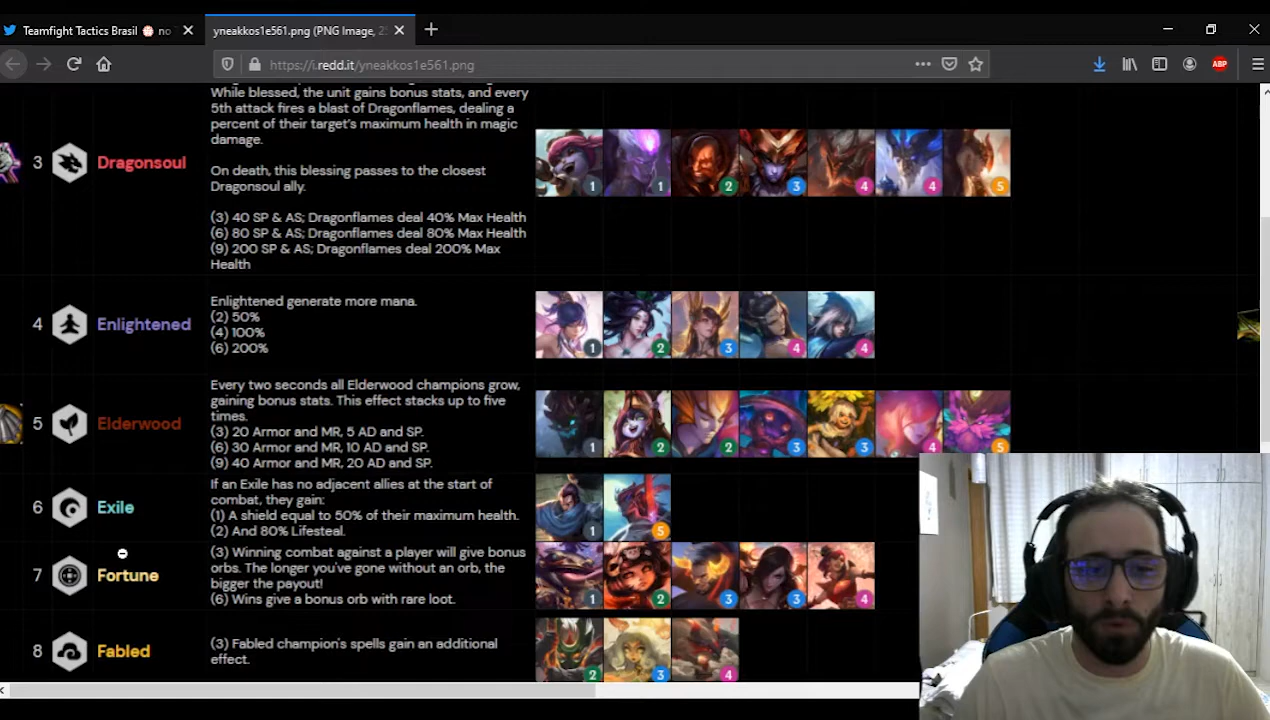 Teamfight Tactics Brasil ⚾ no T
yneakkos1e561.png (PNG Image, 25
https://i.redd.it/yneakkos1e561.png
ABP
While blessed, the unit gains bonus stats, and every
5th attack fires a blast of Dragonflames, dealing a
percent of their target's maximum health in magic
damage.
On death, this blessing passes to the closest
Dragonsoul ally.
(3) 40 SP & AS; Dragonflames deal 40% Max Health
(6) 80 SP & AS; Dragonflames deal 80% Max Health
(9) 200 SP & AS; Dragonflames deal 200% Max
Health
3 Dragonsoul
1 1 2 3 4 4 5
4 Enlightened
Enlightened generate more mana.
(2) 50%
(4) 100%
(6) 200%
1 2 3 4 4
5 Elderwood
Every two seconds all Elderwood champions grow,
gaining bonus stats. This effect stacks up to five
times.
(3) 20 Armor and MR, 5 AD and SP.
(6) 30 Armor and MR, 10 AD and SP.
(9) 40 Armor and MR, 20 AD and SP.
1 2 2 3 3 4 5
6 Exile
If an Exile has no adjacent allies at the start of
combat, they gain:
(1) A shield equal to 50% of their maximum health.
(2) And 80% Lifesteal.
1 5
7 Fortune
(3) Winning combat against a player will give bonus
orbs. The longer you've gone without an orb, the
bigger the payout!
(6) Wins give a bonus orb with rare loot.
1 2 3 3 4
8 Fabled
(3) Fabled champion's spells gain an additional
effect.
2 3 4